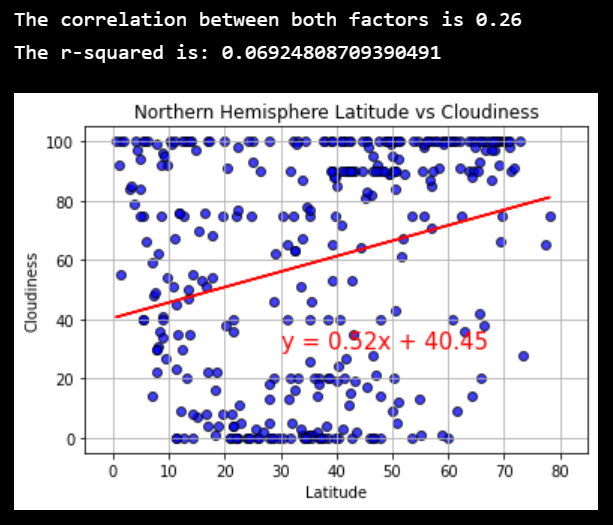 The correlation between both factors is 0.26
The r-squared is: 0.06924808709390491
Northern Hemisphere Latitude vs Cloudiness
100
80
60
40
20
0
Cloudiness
y = 0.52x + 40.45
0 10 20 30 40 50 60 70 80
Latitude